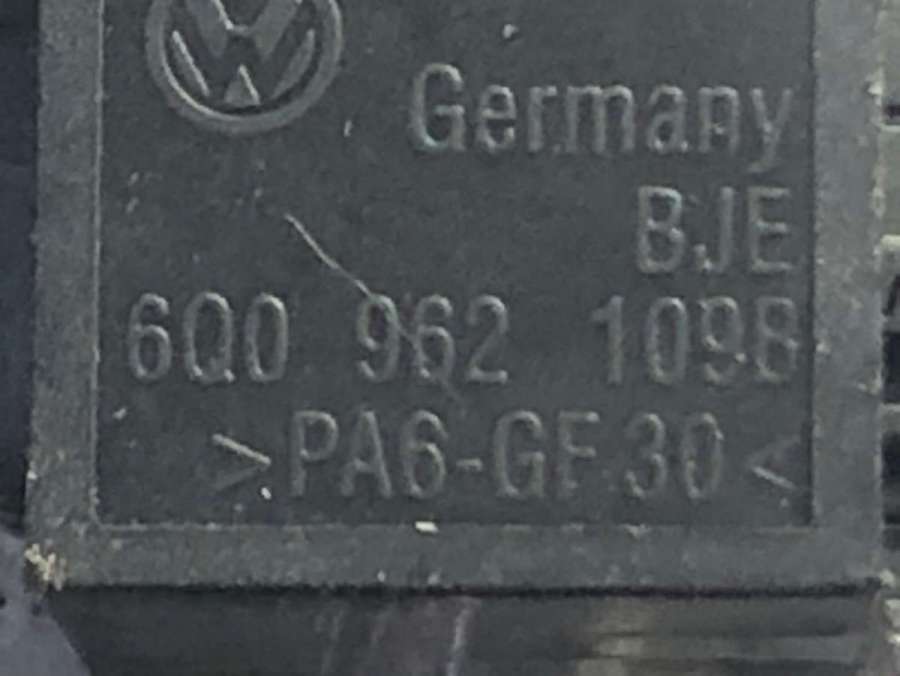 Germany
BJE
6Q0 962 109B
>PA6-GF30<